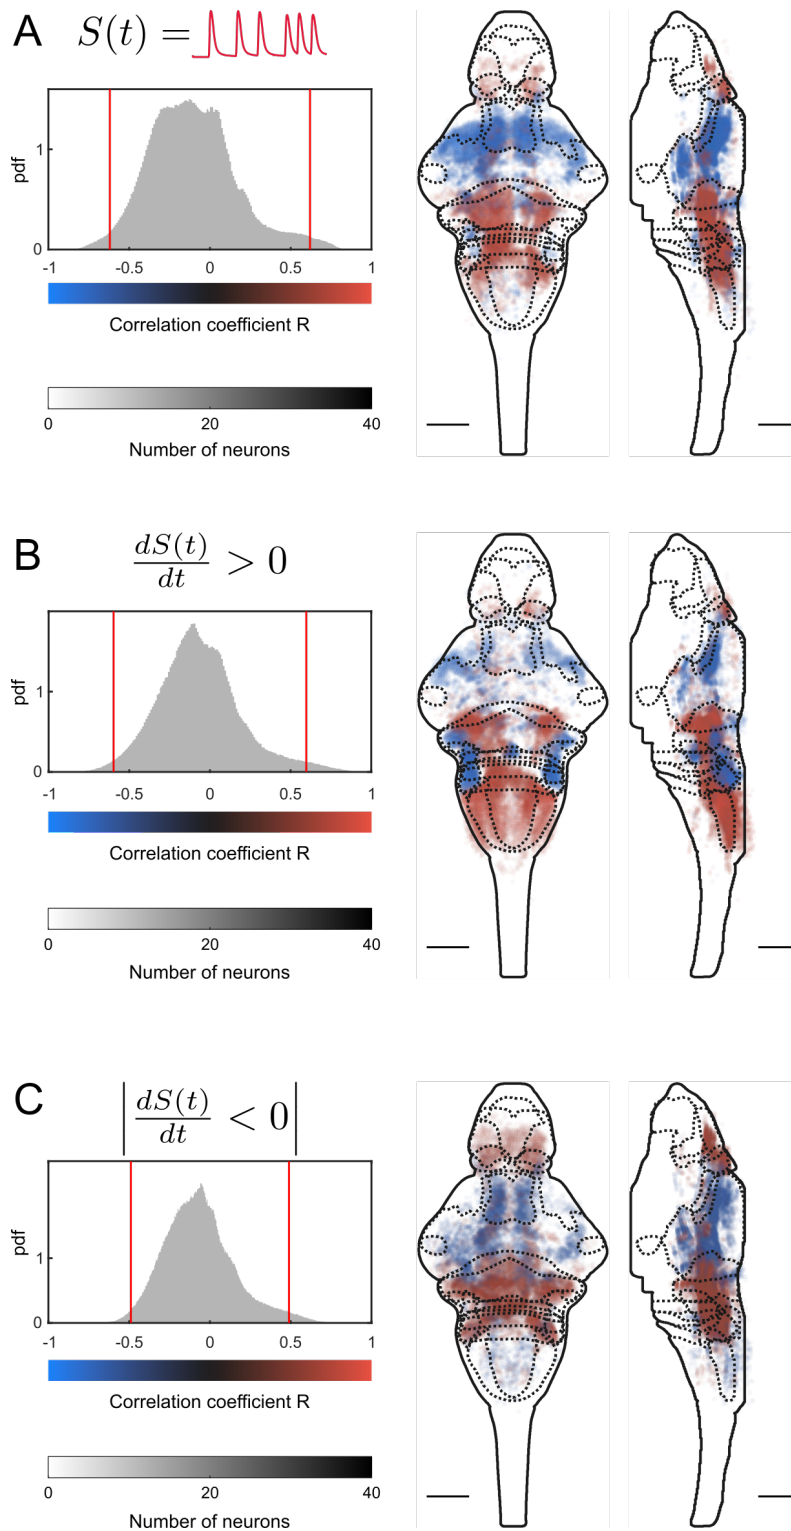 A S(t) =
pdf
1
0
-1 -0.5 0 0.5 1
Correlation coefficient R
0 20 40
Number of neurons
B dS(t)/dt > 0
pdf
1
0
-1 -0.5 0 0.5 1
Correlation coefficient R
0 20 40
Number of neurons
C |dS(t)/dt < 0|
pdf
1
0
-1 -0.5 0 0.5 1
Correlation coefficient R
0 20 40
Number of neurons